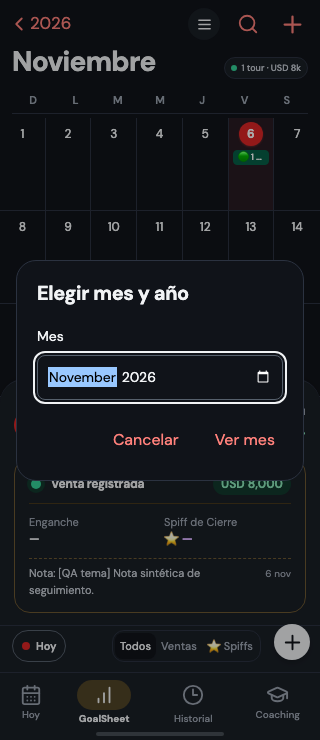 2026
Noviembre
1 tour · USD 8k
D L M M J V S
1 2 3 4 5 6 7
1 ...
8 9 10 11 12 13 14
Elegir mes y año
Mes
November 2026
Cancelar Ver mes
Venta registrada USD 8,000
Enganche Spiff de Cierre
— ⭐ —
Nota: [QA tema] Nota sintética de seguimiento. 6 nov
Hoy Todos Ventas ⭐ Spiffs
Hoy GoalSheet Historial Coaching